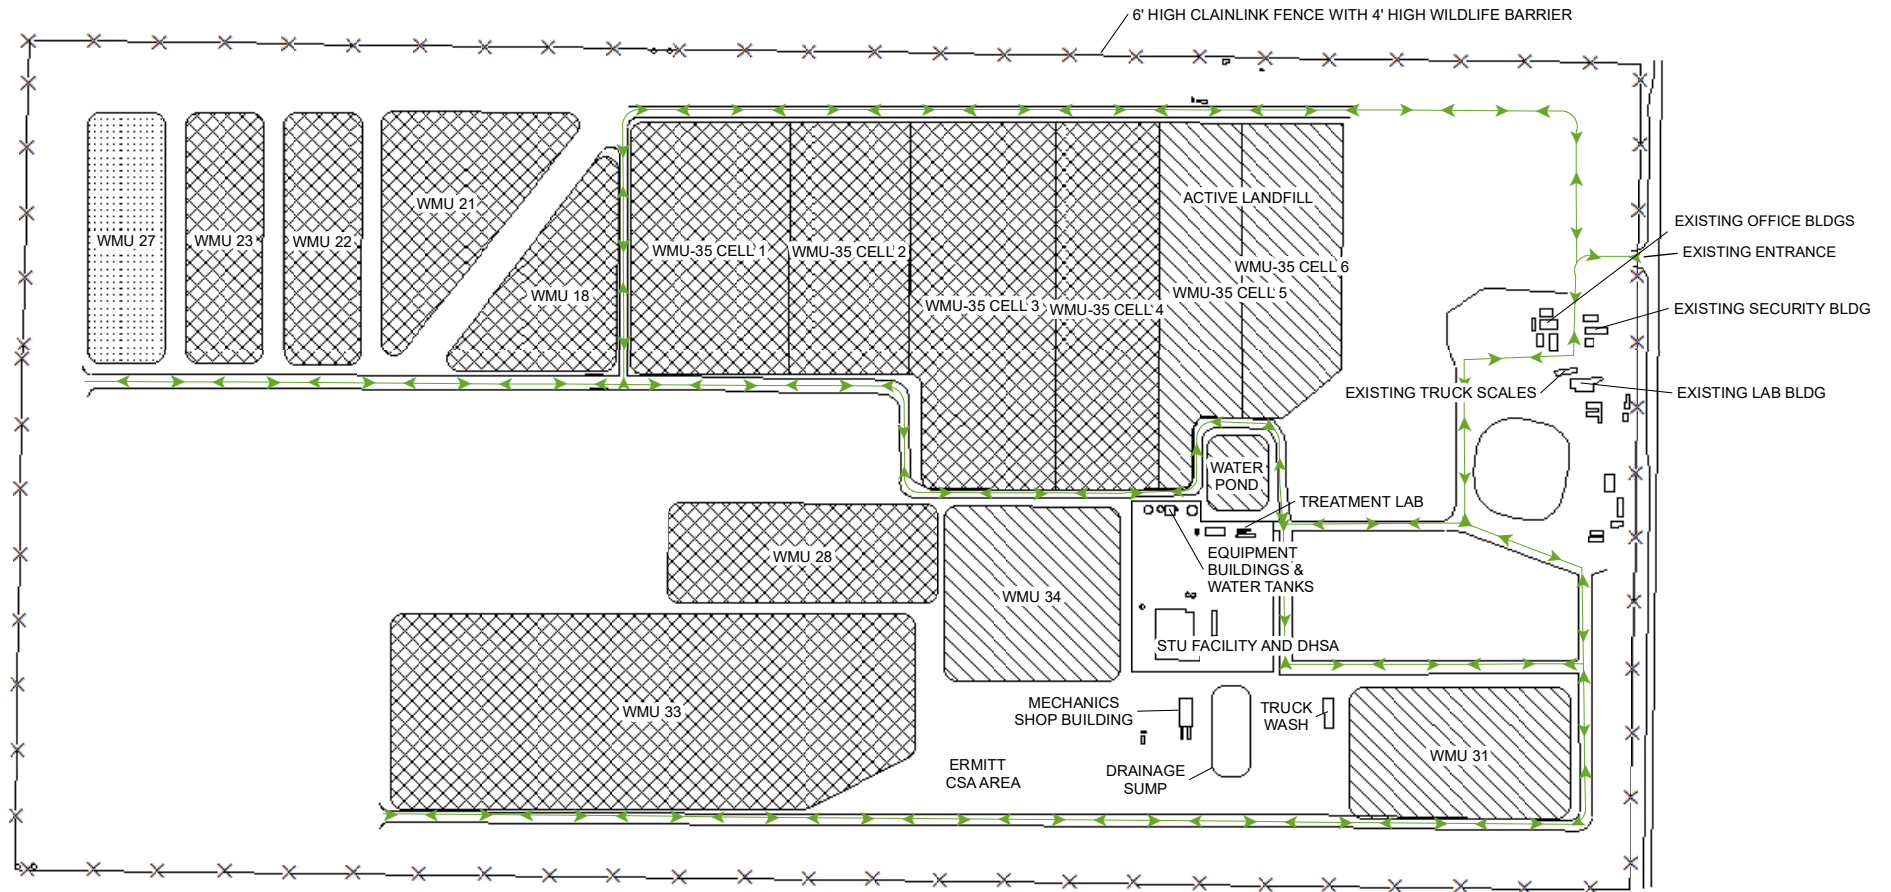 6' HIGH CLAINLINK FENCE WITH 4' HIGH WILDLIFE BARRIER
WMU 27
WMU 23
WMU 22
WMU 21
WMU 18
WMU-35 CELL 1
WMU-35 CELL 2
WMU-35 CELL 3
WMU-35 CELL 4
ACTIVE LANDFILL
WMU-35 CELL 6
WMU-35 CELL 5
EXISTING OFFICE BLDGS
EXISTING ENTRANCE
EXISTING SECURITY BLDG
EXISTING TRUCK SCALES
EXISTING LAB BLDG
WATER
POND
TREATMENT LAB
EQUIPMENT
BUILDINGS &
WATER TANKS
WMU 28
WMU 34
STU FACILITY AND DHSA
WMU 33
MECHANICS
SHOP BUILDING
TRUCK
WASH
WMU 31
ERMITT
CSA AREA
DRAINAGE
SUMP